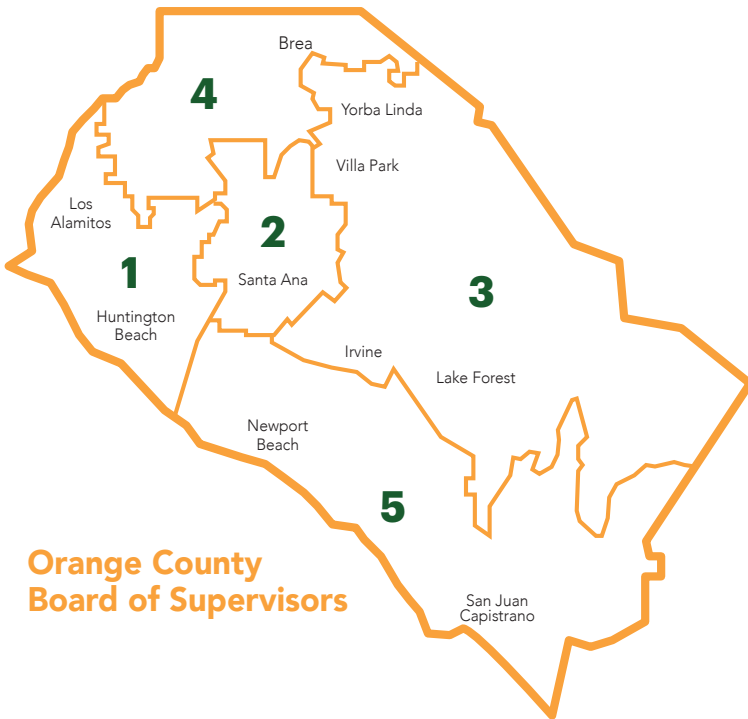 Brea
4
Yorba Linda
Villa Park
Los
Alamitos
2
1
Santa Ana
3
Huntington
Beach
Irvine
Lake Forest
Newport
Beach
5
Orange County
Board of Supervisors
San Juan
Capistrano